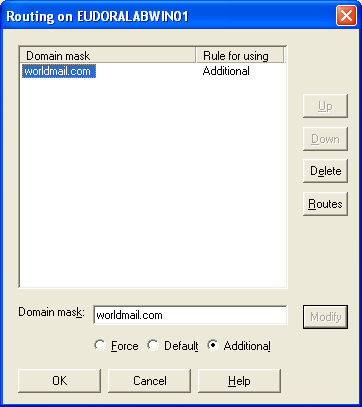 Routing on EUDORALABWIN01
Domain mask Rule for using
worldmail.com Additional
Up
Down
Delete
Routes
Domain mask: worldmail.com
Modify
Force Default Additional
OK Cancel Help